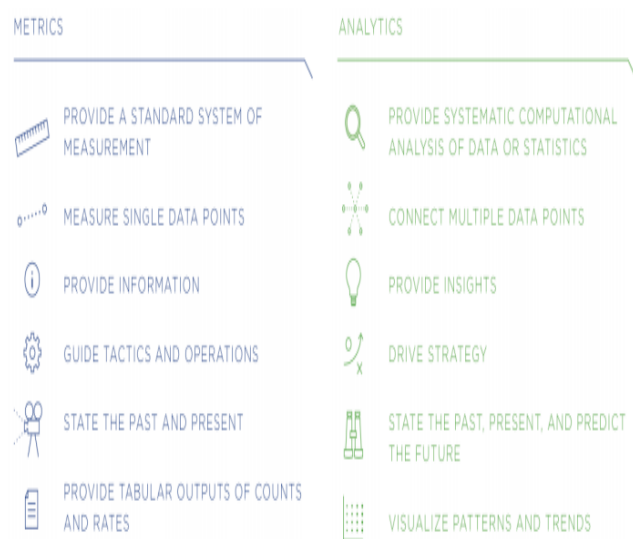 METRICS
PROVIDE A STANDARD SYSTEM OF
MEASUREMENT
MEASURE SINGLE DATA POINTS
PROVIDE INFORMATION
GUIDE TACTICS AND OPERATIONS
STATE THE PAST AND PRESENT
PROVIDE TABULAR OUTPUTS OF COUNTS
AND RATES
ANALYTICS
PROVIDE SYSTEMATIC COMPUTATIONAL
ANALYSIS OF DATA OR STATISTICS
CONNECT MULTIPLE DATA POINTS
PROVIDE INSIGHTS
DRIVE STRATEGY
STATE THE PAST, PRESENT, AND PREDICT
THE FUTURE
VISUALIZE PATTERNS AND TRENDS